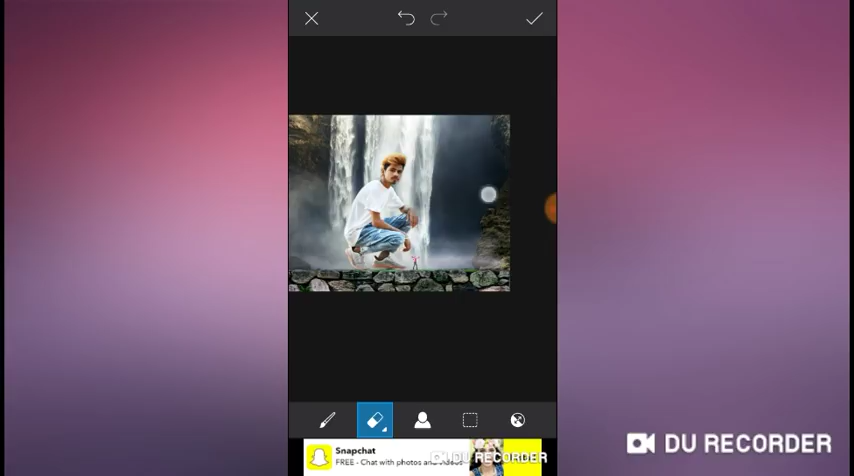 Snapchat
FREE - Chat with photos and videos
DU RECORDER
DU RECORDER